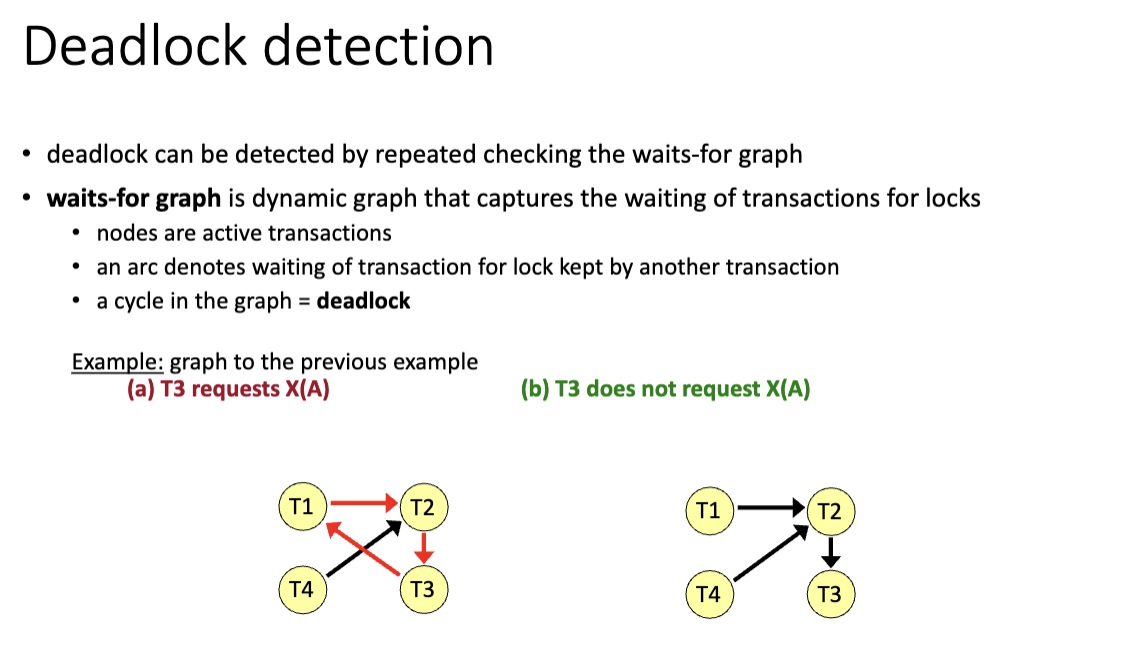 Deadlock detection
• deadlock can be detected by repeated checking the waits-for graph
• waits-for graph is dynamic graph that captures the waiting of transactions for locks
• nodes are active transactions
• an arc denotes waiting of transaction for lock kept by another transaction
• a cycle in the graph = deadlock
Example: graph to the previous example
(a) T3 requests X(A)
(b) T3 does not request X(A)
T1
T2
T4
T3
T1
T2
T4
T3